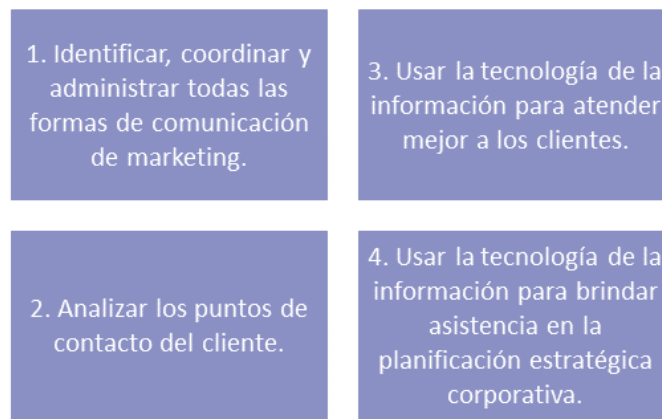 1. Identificar, coordinar y
administrar todas las
formas de comunicación
de marketing.
2. Analizar los puntos de
contacto del cliente.
3. Usar la tecnología de la
información para atender
mejor a los clientes.
4. Usar la tecnología de la
información para brindar
asistencia en la
planificación estratégica
corporativa.